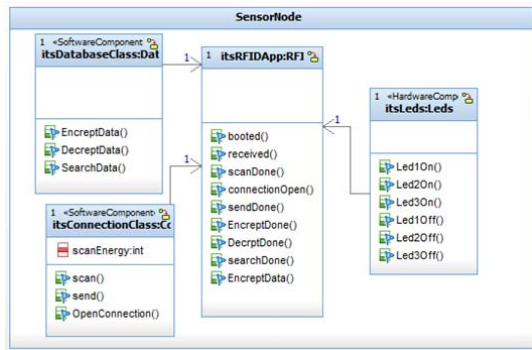 SensorNode
1 «SoftwareComponent
itsDatabaseClass:Dat
EncreptData()
DecreptData()
SearchData()
1
1 itsRFIDApp:RFI
booted()
received()
scanDone()
connectionOpen()
sendDone()
EncreptDone()
DecrptDone()
searchDone()
EncreptData()
1
1 «HardwareComp
itsLeds:Leds
Led1On()
Led2On()
Led3On()
Led1Off()
Led2Off()
Led3Off()
1
1 «SoftwareComponent
itsConnectionClass:Cc
scanEnergy:int
scan()
send()
OpenConnection()